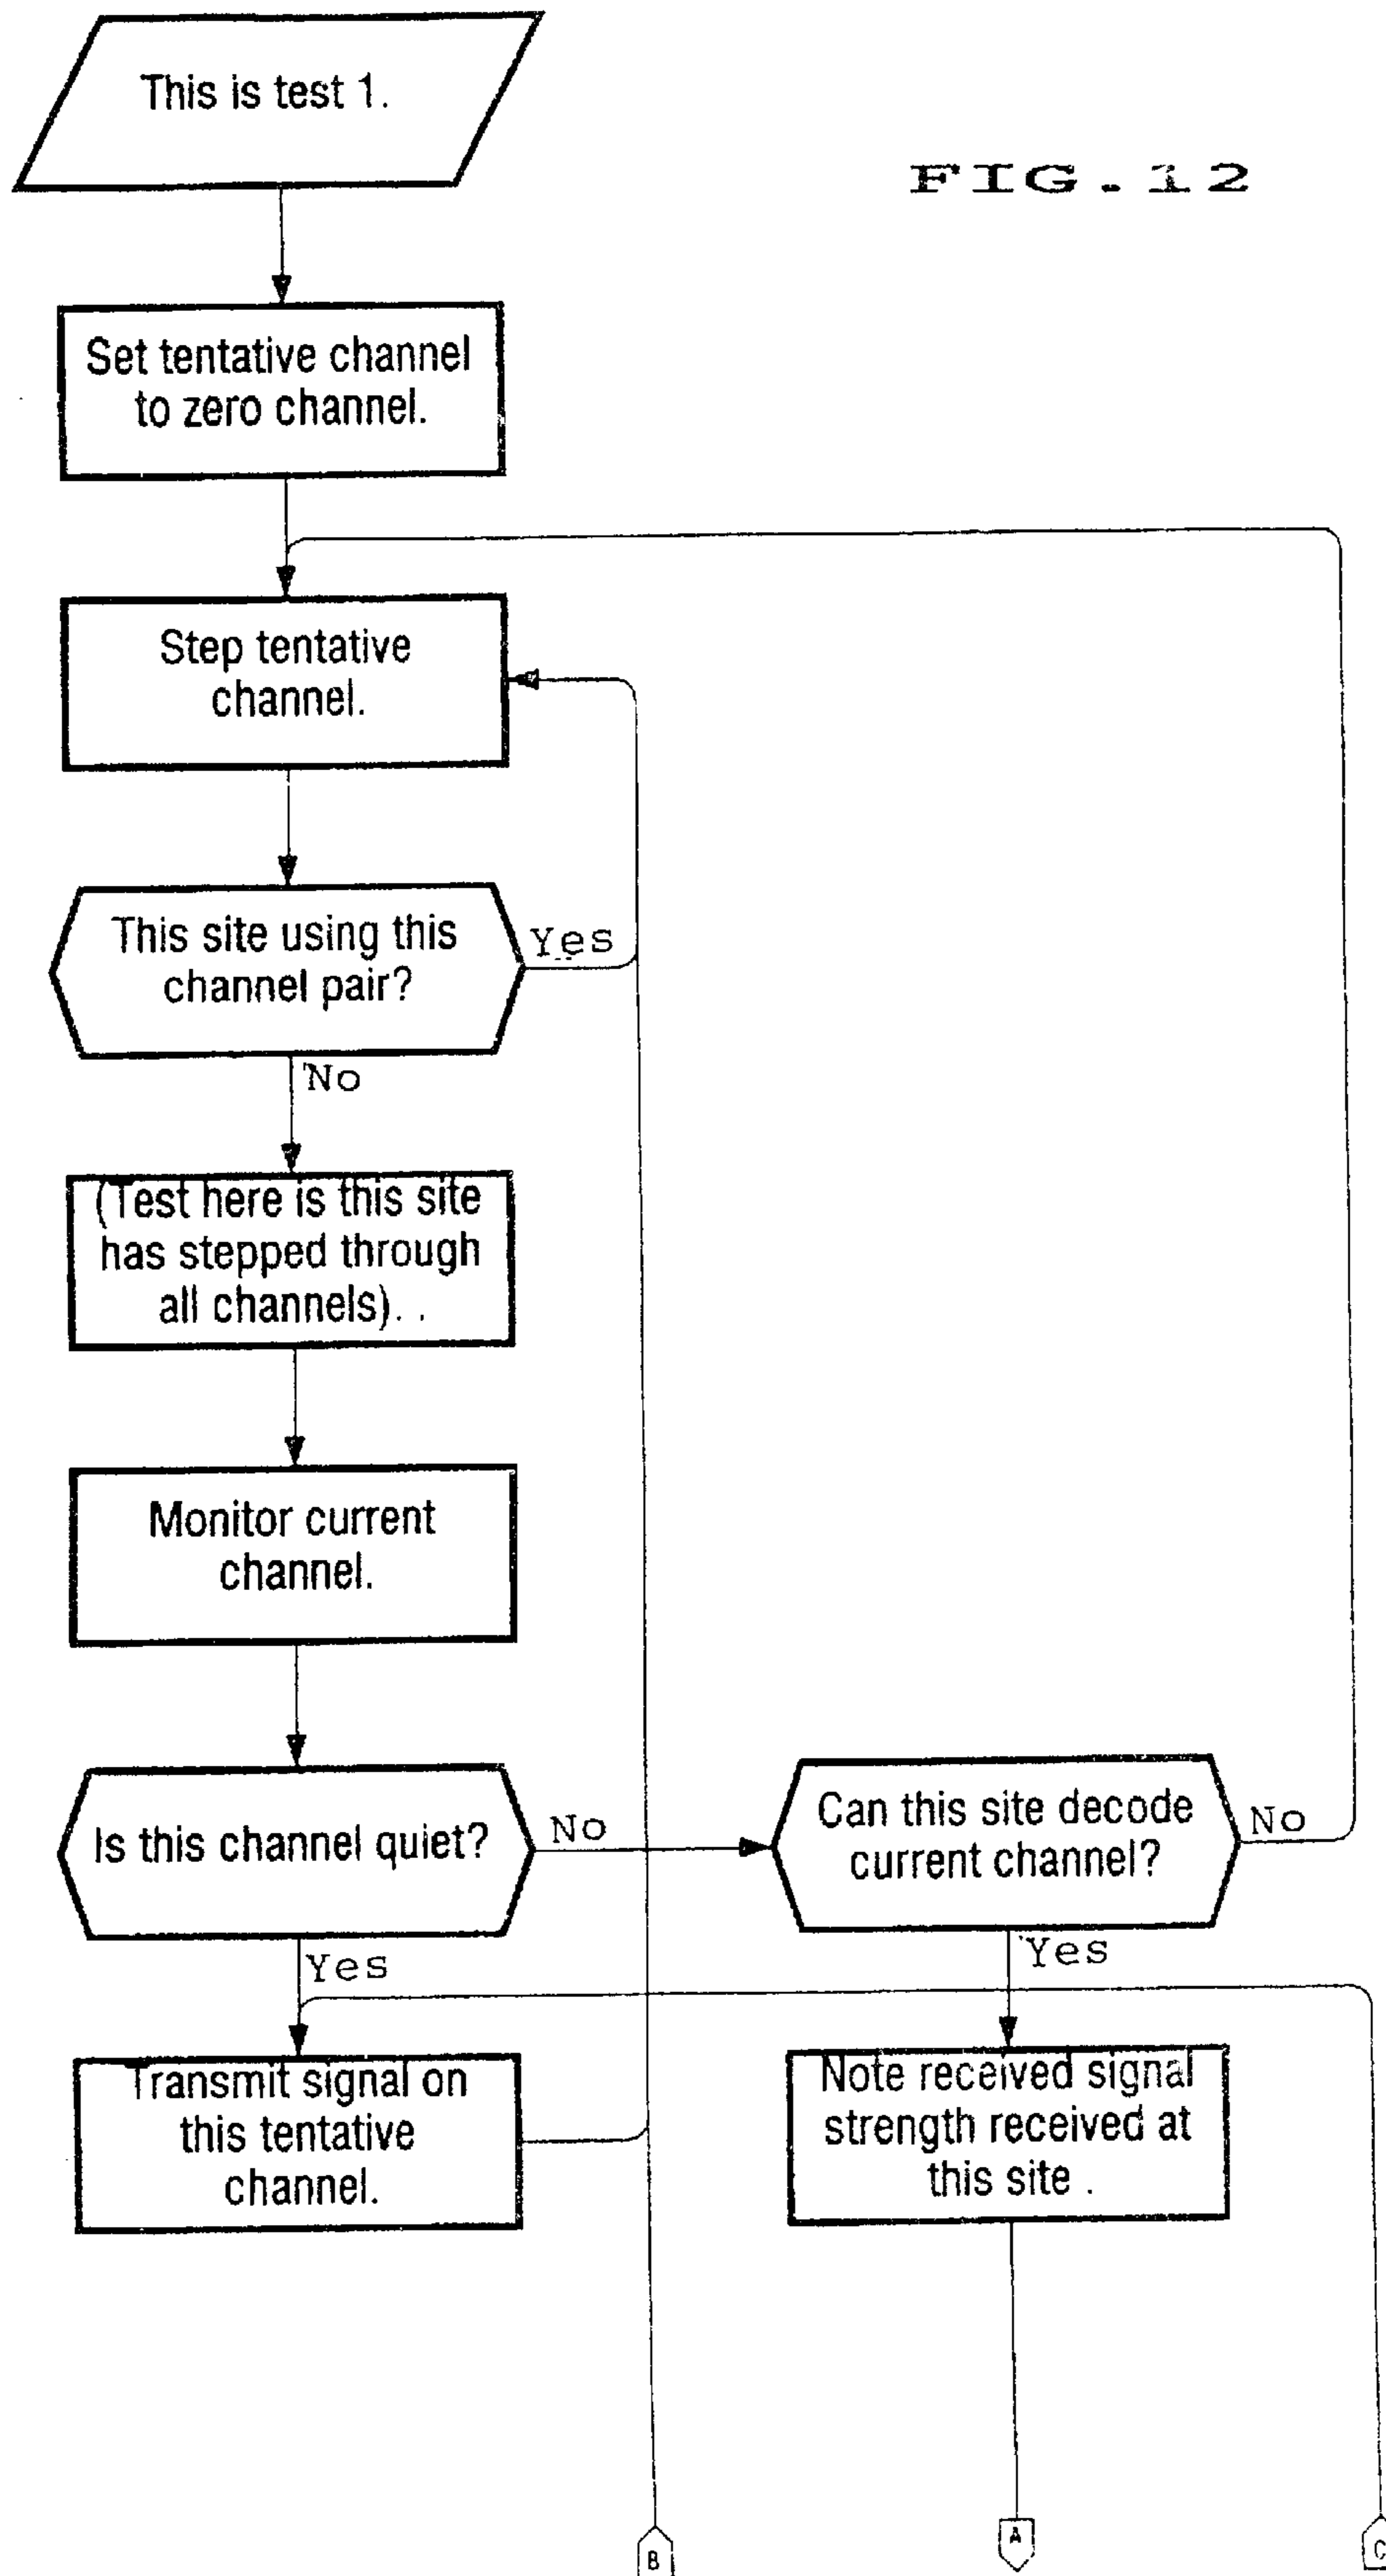 This is test 1.
FIG.12
Set tentative channel
to zero channel.
Step tentative
channel.
This site using this
channel pair?
Yes
No
(Test here is this site
has stepped through
all channels). .
Monitor current
channel.
Is this channel quiet?
No
Can this site decode
current channel?
No
Yes
Yes
Transmit signal on
this tentative
channel.
Note received signal
strength received at
this site .
B
A
C